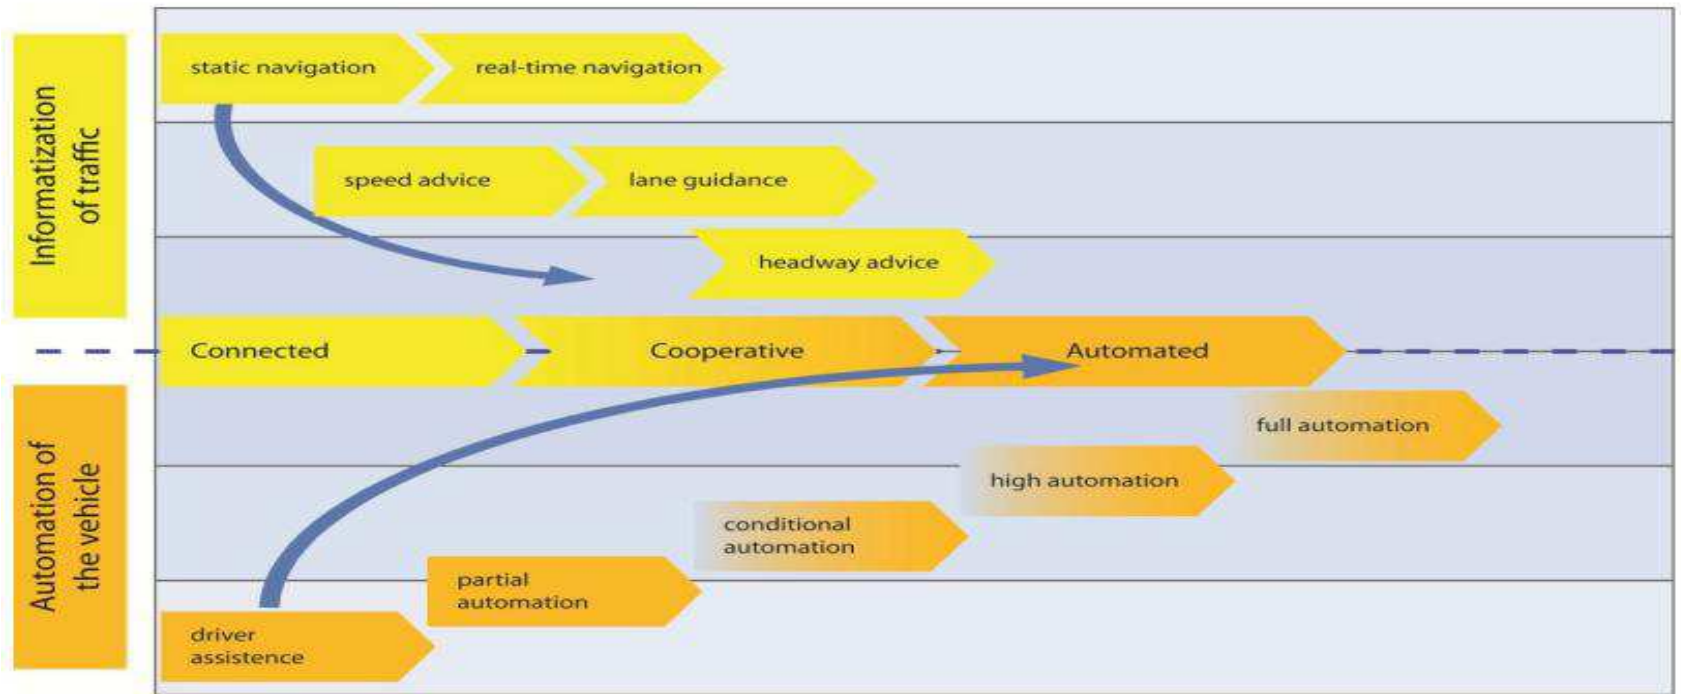 Informatization
of traffic
static navigation
real-time navigation
speed advice
lane guidance
headway advice
Connected
Cooperative
Automated
Automation of
the vehicle
full automation
high automation
conditional
automation
partial
automation
driver
assistence